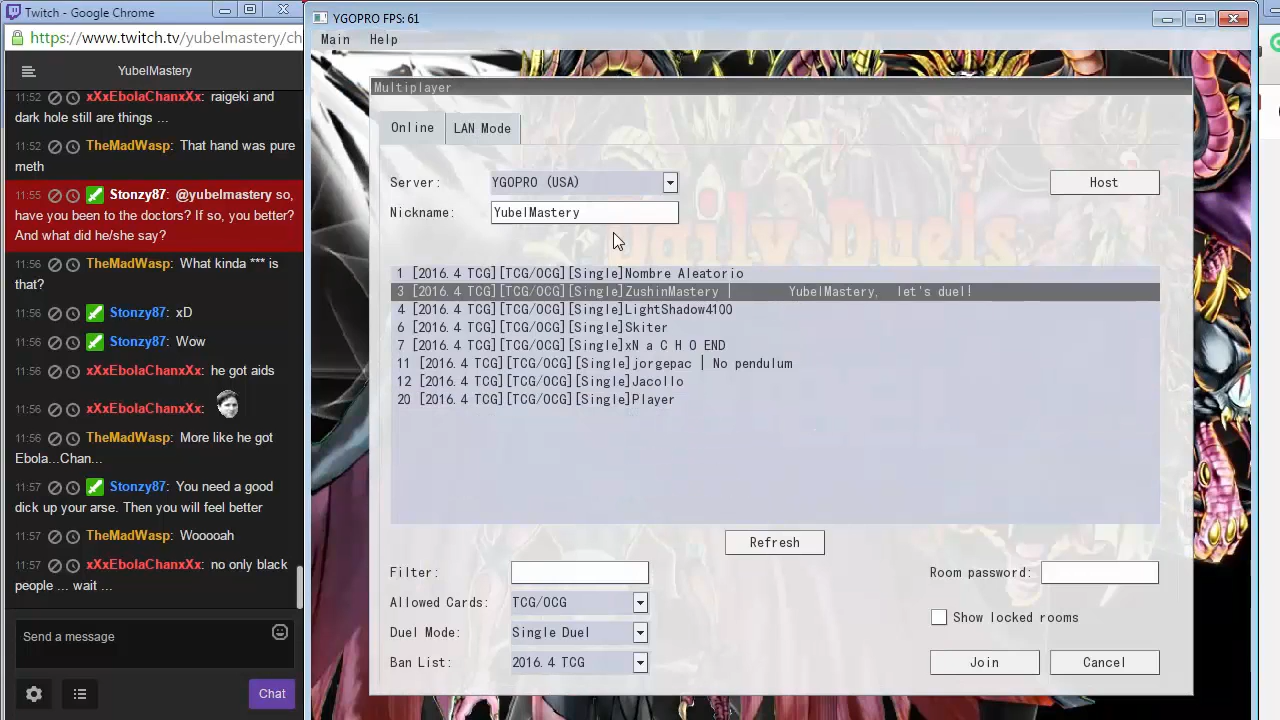 Twitch - Google Chrome
https://www.twitch.tv/yubelmastery/ch
YubelMastery
11:52 xXxEbolaChanxXx: raigeki and
dark hole still are things ...
11:52 TheMadWasp: That hand was pure
meth
11:55 Stonzy87: @yubelmastery so,
have you been to the doctors? If so, you better?
And what did he/she say?
11:56 TheMadWasp: What kinda *** is
that?
11:56 Stonzy87: xD
11:56 Stonzy87: Wow
11:56 xXxEbolaChanxXx: he got aids
11:56 xXxEbolaChanxXx:
11:56 TheMadWasp: More like he got
Ebola...Chan...
11:57 Stonzy87: You need a good
dick up your arse. Then you will feel better
11:57 TheMadWasp: Wooooah
11:57 xXxEbolaChanxXx: no only black
people ... wait ...
Send a message
Chat
YGOPRO FPS: 61
Main Help
Multiplayer
Online LAN Mode
Server: YGOPRO (USA) Host
Nickname: YubelMastery
Daily Duels
1 [2016.4 TCG][TCG/OCG][Single]Nombre Aleatorio
3 [2016.4 TCG][TCG/OCG][Single]ZushinMastery | YubelMastery, let's duel!
4 [2016.4 TCG][TCG/OCG][Single]LightShadow4100
6 [2016.4 TCG][TCG/OCG][Single]Skiter
7 [2016.4 TCG][TCG/OCG][Single]xN a C H O END
11 [2016.4 TCG][TCG/OCG][Single]jorgepac | No pendulum
12 [2016.4 TCG][TCG/OCG][Single]Jacollo
20 [2016.4 TCG][TCG/OCG][Single]Player
Refresh
Filter: Room password:
Allowed Cards: TCG/OCG Show locked rooms
Duel Mode: Single Duel
Ban List: 2016.4 TCG Join Cancel